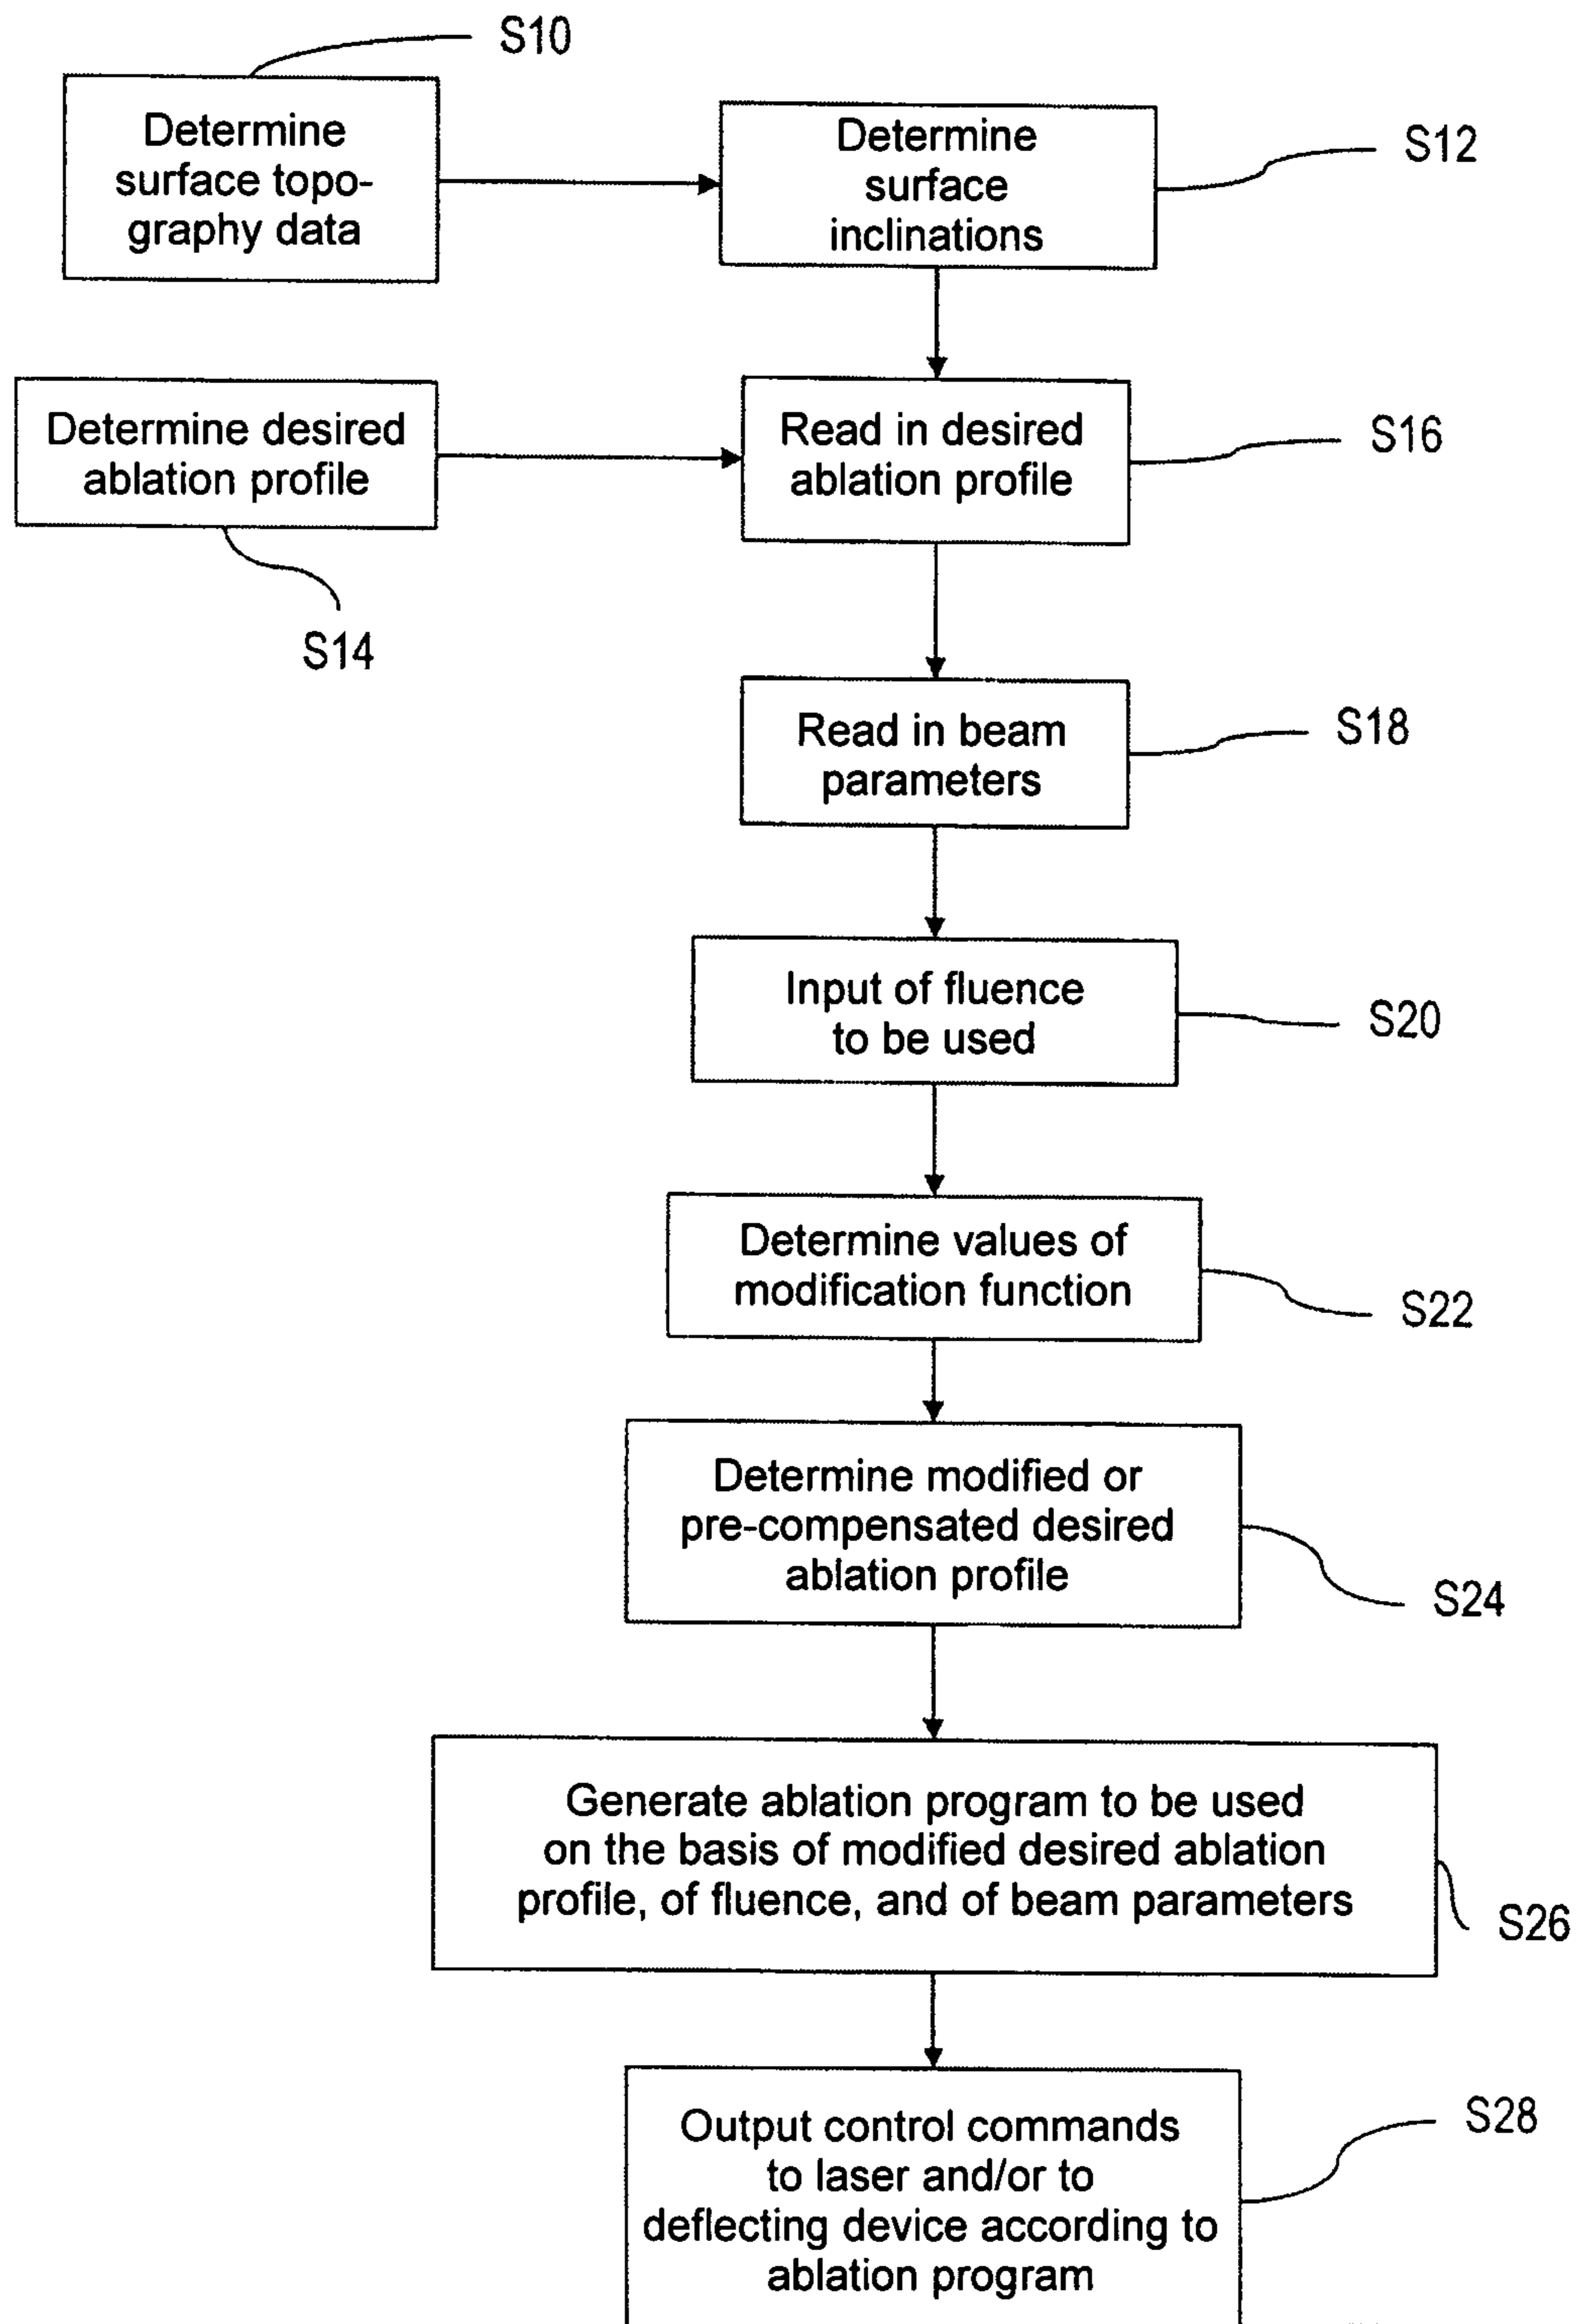 S10
Determine
surface topo-
graphy data
Determine
surface
inclinations
S12
Determine desired
ablation profile
S14
Read in desired
ablation profile
S16
Read in beam
parameters
S18
Input of fluence
to be used
S20
Determine values of
modification function
S22
Determine modified or
pre-compensated desired
ablation profile
S24
Generate ablation program to be used
on the basis of modified desired ablation
profile, of fluence, and of beam parameters
S26
Output control commands
to laser and/or to
deflecting device according to
ablation program
S28